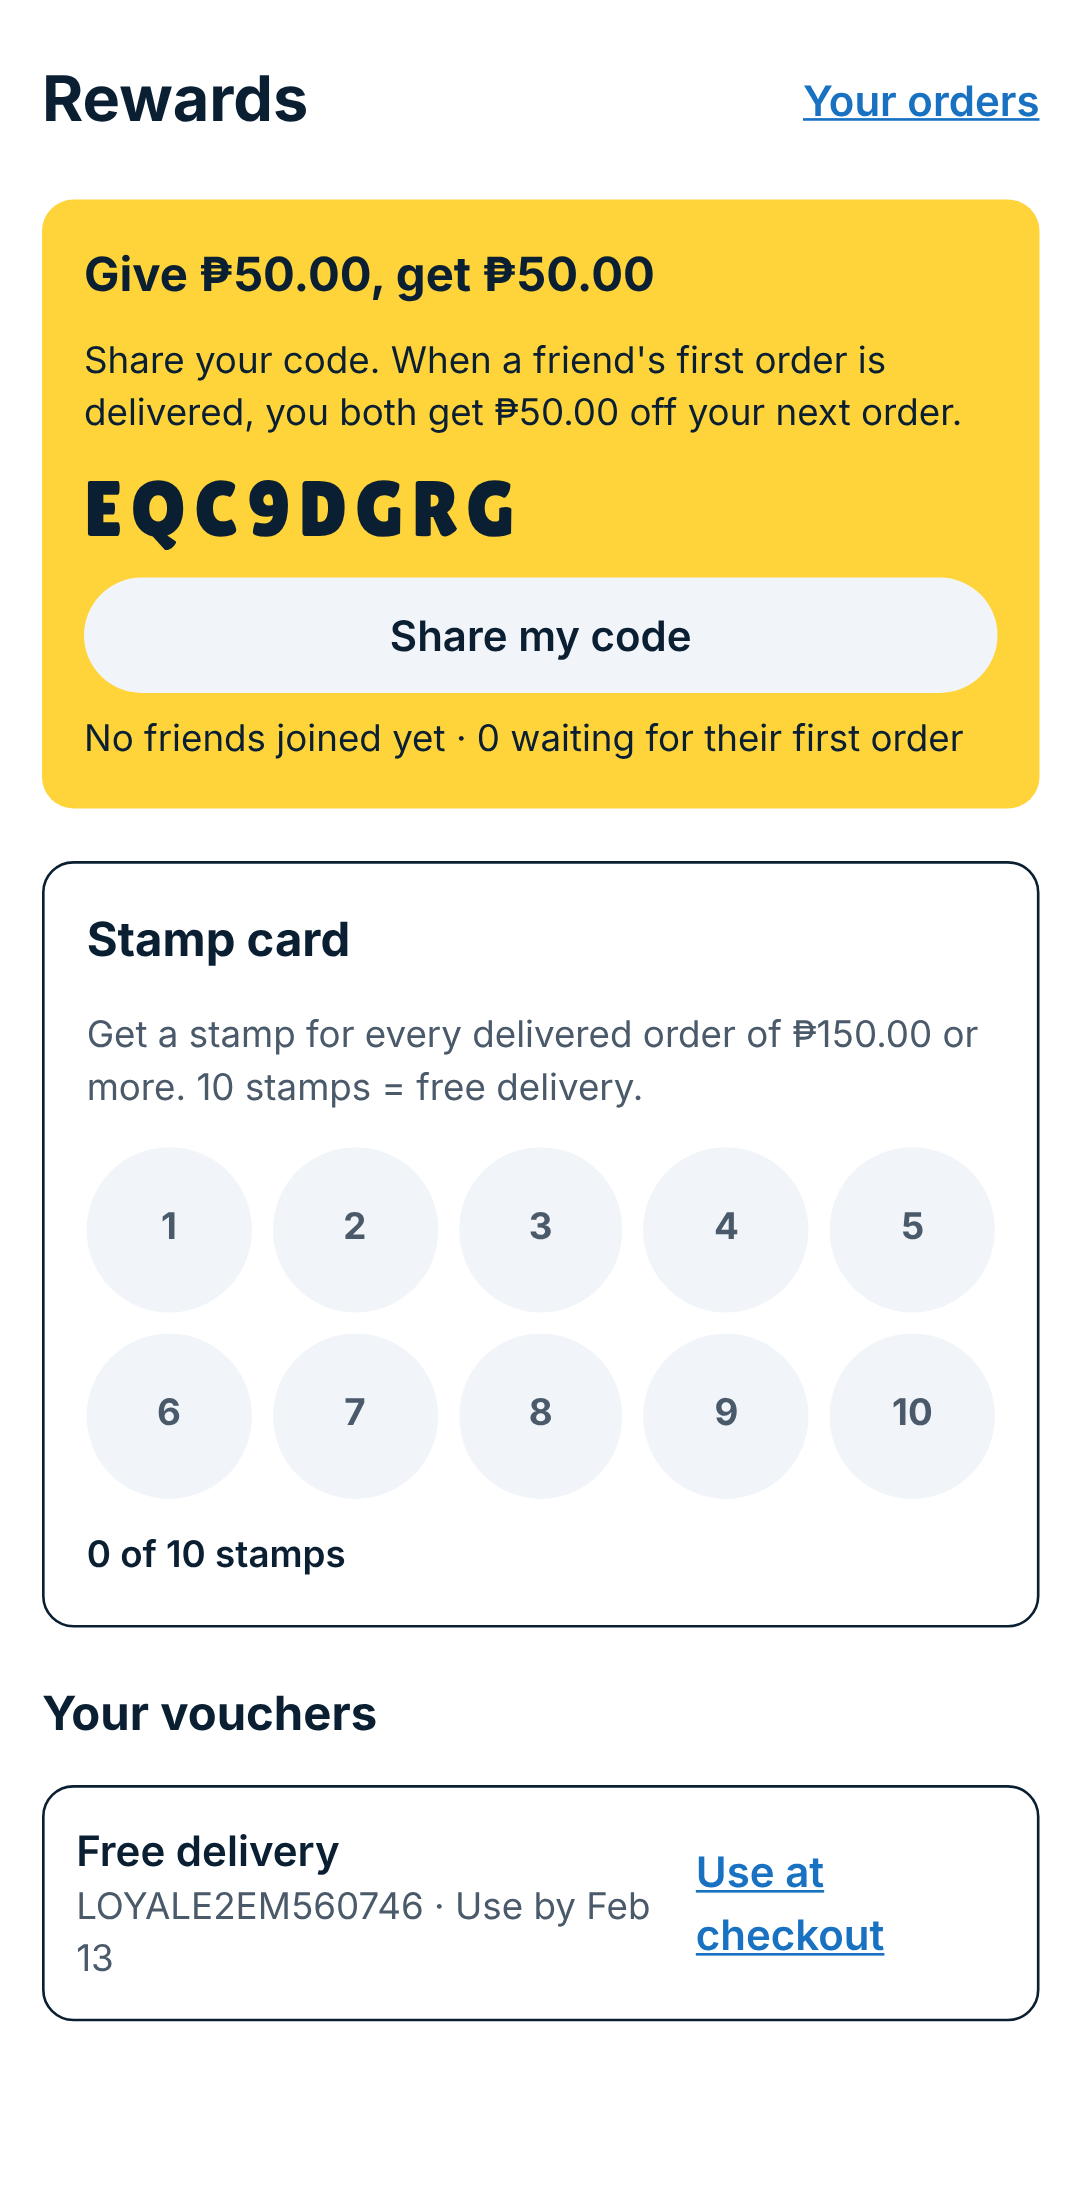 Rewards
Your orders
Give ₱50.00, get ₱50.00
Share your code. When a friend's first order is
delivered, you both get ₱50.00 off your next order.
EQC9DGRG
Share my code
No friends joined yet · 0 waiting for their first order
Stamp card
Get a stamp for every delivered order of ₱150.00 or
more. 10 stamps = free delivery.
1 2 3 4 5
6 7 8 9 10
0 of 10 stamps
Your vouchers
Free delivery
LOYALE2EM560746 · Use by Feb
13
Use at
checkout